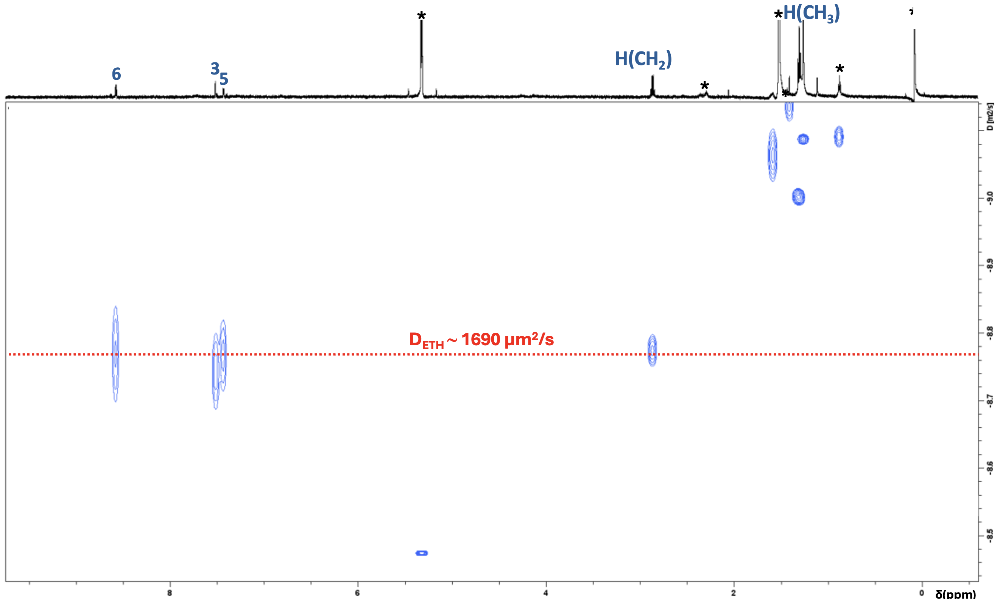 *
* H(CH₃)
*
H(CH₂)
*
6
3
5
*
*
D [m2/s]
-9.0
-8.9
-8.8
D_ETH ~ 1690 µm²/s
-8.7
-8.6
-8.5
8 6 4 2 0 δ(ppm)